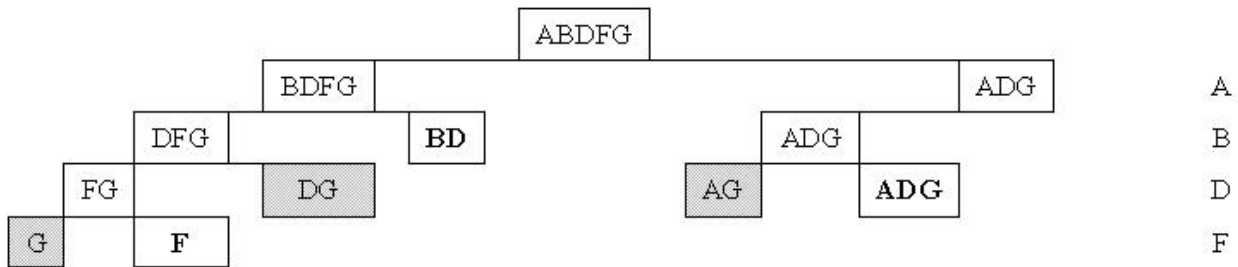 ABDFG
BDFG ADG A
DFG BD ADG B
FG DG AG ADG D
G F F